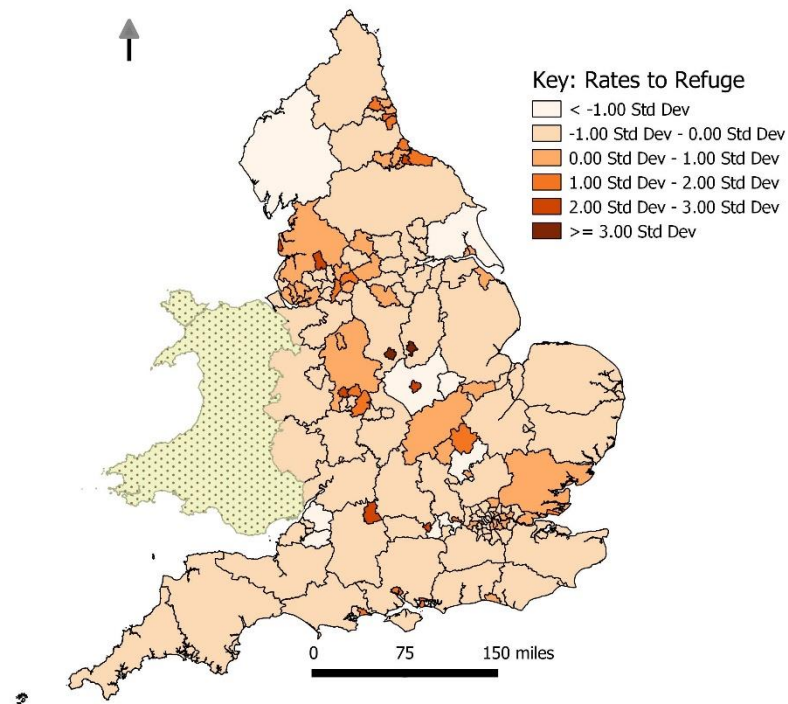 Key: Rates to Refuge
< -1.00 Std Dev
-1.00 Std Dev - 0.00 Std Dev
0.00 Std Dev - 1.00 Std Dev
1.00 Std Dev - 2.00 Std Dev
2.00 Std Dev - 3.00 Std Dev
>= 3.00 Std Dev
0 75 150 miles